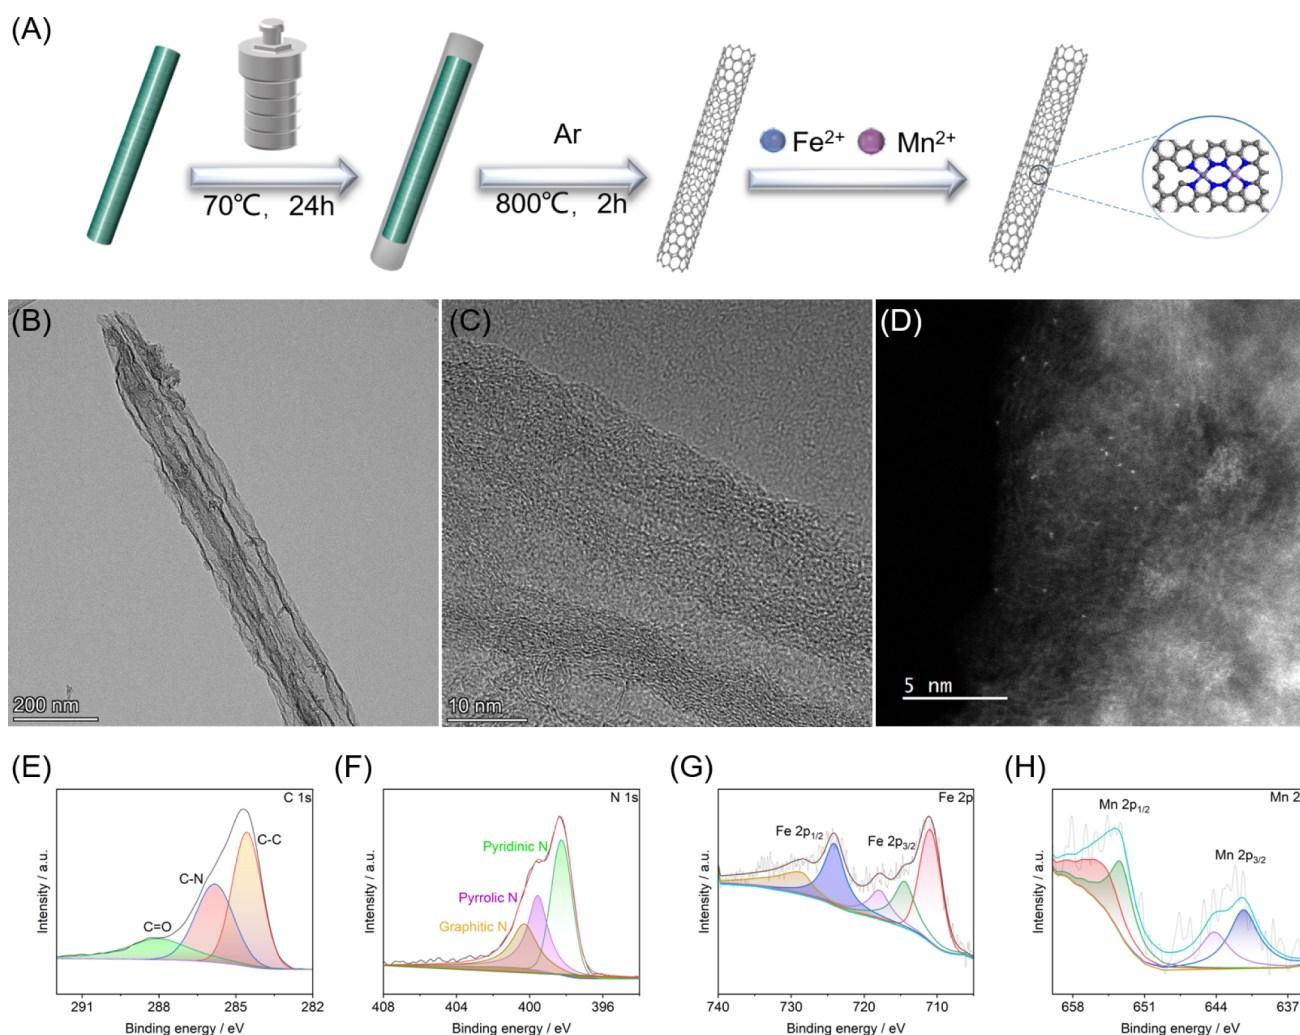 (A)
70℃, 24h
Ar
800℃, 2h
Fe²⁺ Mn²⁺
(B)
200 nm
(C)
10 nm
(D)
5 nm
(E)
C 1s
C-C
C-N
C=O
Intensity / a.u.
291 288 285 282
Binding energy / eV
(F)
N 1s
Pyridinic N
Pyrrolic N
Graphitic N
Intensity / a.u.
408 404 400 396
Binding energy / eV
(G)
Fe 2p
Fe 2p₁/₂
Fe 2p₃/₂
Intensity / a.u.
740 730 720 710
Binding energy / eV
(H)
Mn 2
Mn 2p₁/₂
Mn 2p₃/₂
Intensity / a.u.
658 651 644 637
Binding energy / eV